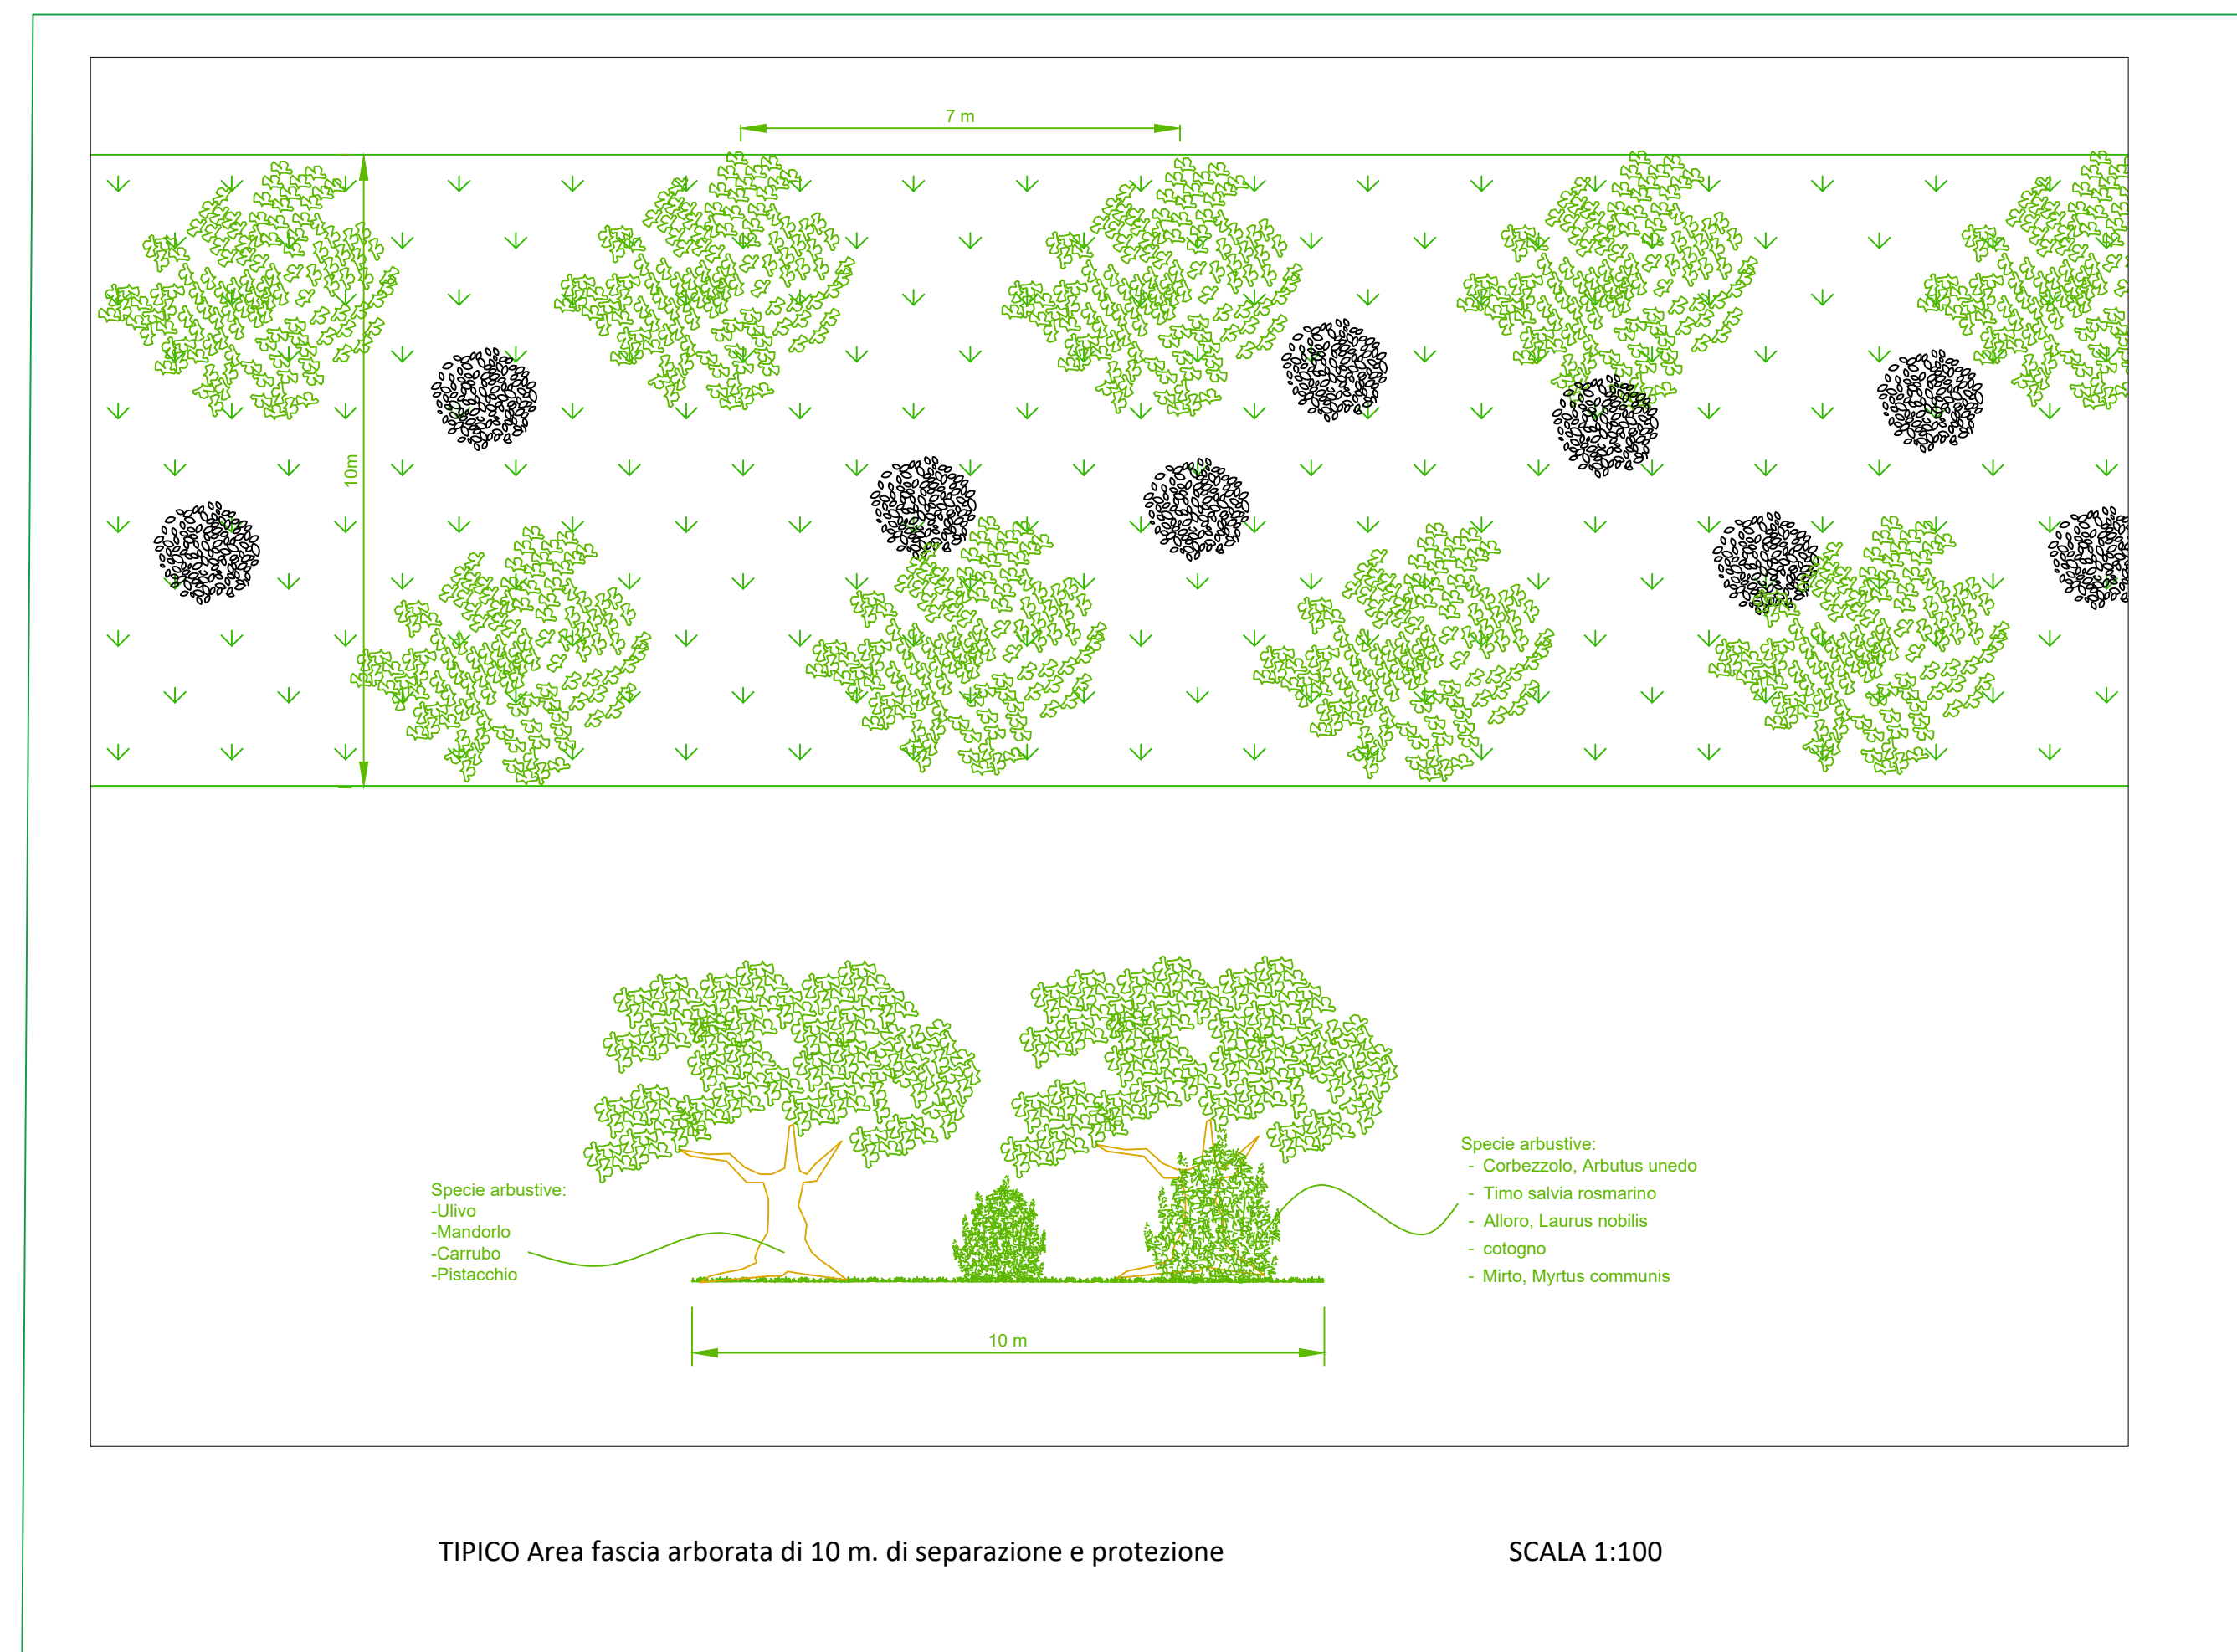 7 m
10m
Specie arbustive:
-Ulivo
-Mandorlo
-Carrubo
-Pistacchio
Specie arbustive:
- Corbezzolo, Arbutus unedo
- Timo salvia rosmarino
- Alloro, Laurus nobilis
- cotogno
- Mirto, Myrtus communis
10 m
TIPICO Area fascia arborata di 10 m. di separazione e protezione
SCALA 1:100